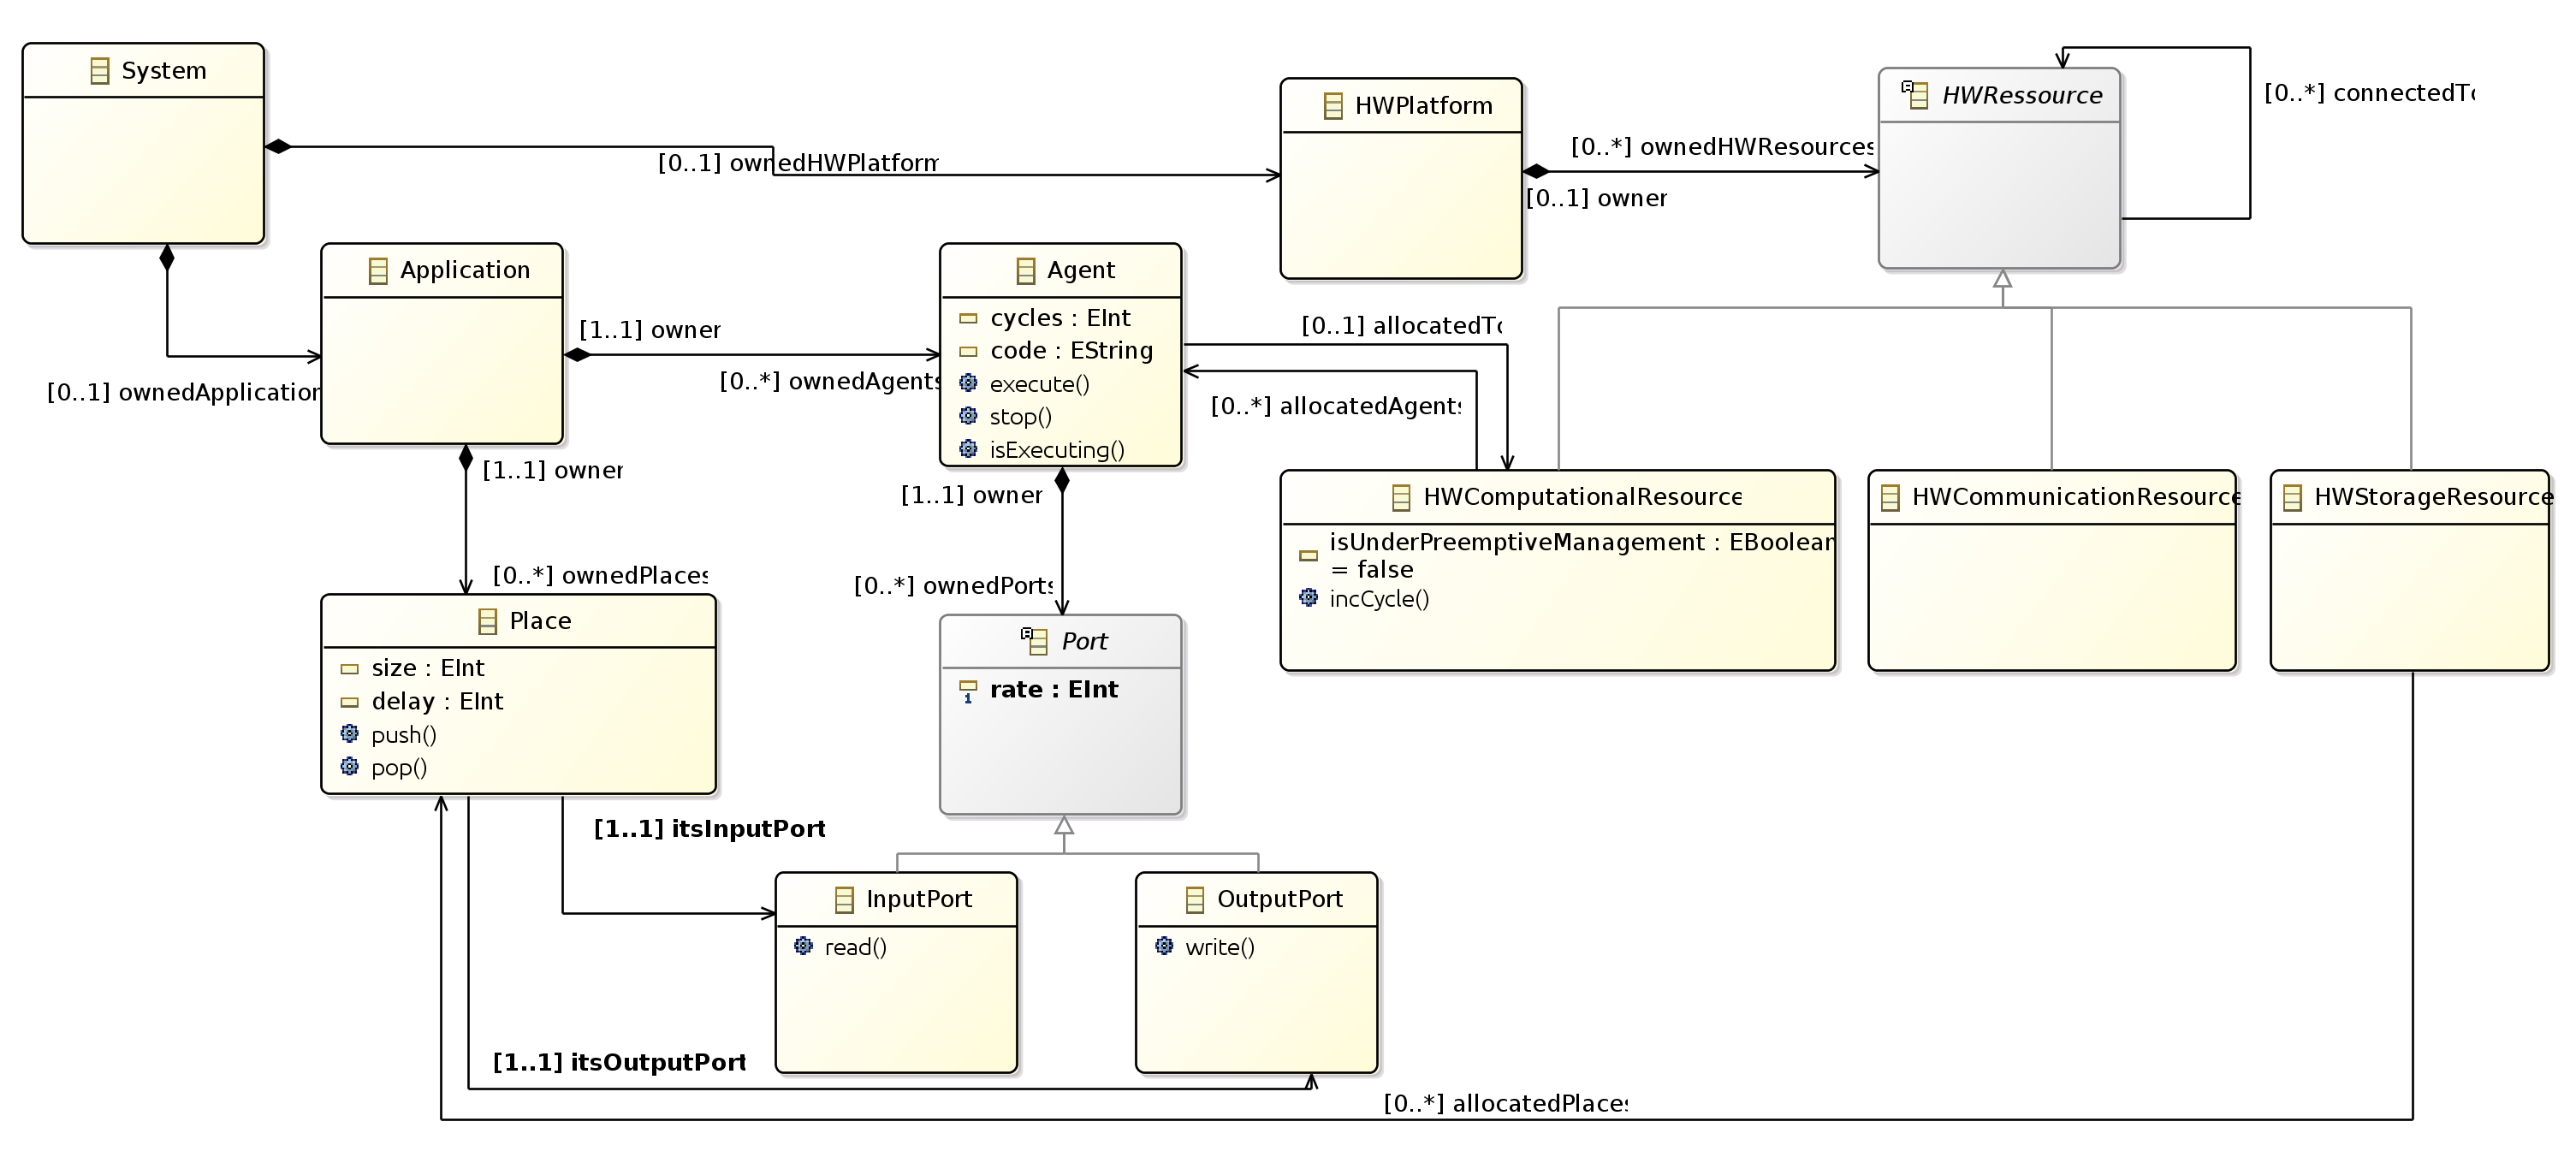 System
HWPlatform
HWRessource
[0..*] connectedTo
[0..1] ownedHWPlatform
[0..*] ownedHWResources
[0..1] owner
Application
Agent
cycles : EInt
code : EString
execute()
stop()
isExecuting()
[1..1] owner
[0..*] ownedAgents
[0..1] ownedApplication
[0..1] allocatedTo
[0..*] allocatedAgents
[1..1] owner
[1..1] owner
[0..*] ownedPlaces
[0..*] ownedPorts
HWComputationalResource
isUnderPreemptiveManagement : EBoolean
= false
incCycle()
HWCommunicationResource
HWStorageResource
Place
size : EInt
delay : EInt
push()
pop()
Port
rate : EInt
[1..1] itsInputPort
InputPort
read()
OutputPort
write()
[1..1] itsOutputPort
[0..*] allocatedPlaces